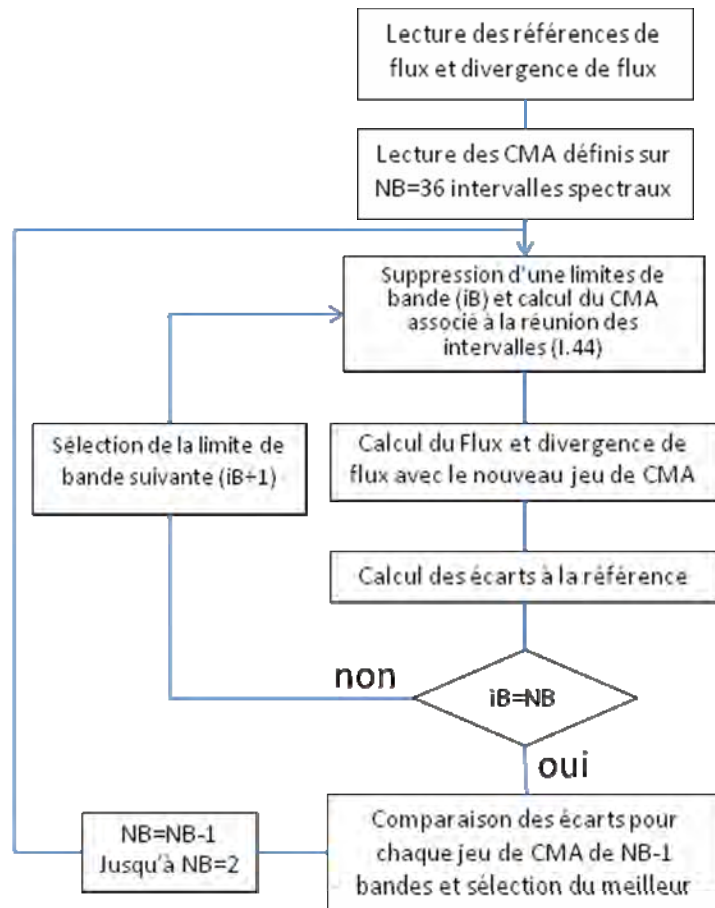 Lecture des références de
flux et divergence de flux
Lecture des CMA définis sur
NB=36 intervalles spectraux
Suppression d'une limites de
bande (iB) et calcul du CMA
associé à la réunion des
intervalles (I.44)
Sélection de la limite de
bande suivante (iB+1)
Calcul du Flux et divergence de
flux avec le nouveau jeu de CMA
Calcul des écarts à la référence
non
iB=NB
oui
NB=NB-1
Jusqu'à NB=2
Comparaison des écarts pour
chaque jeu de CMA de NB-1
bandes et sélection du meilleur